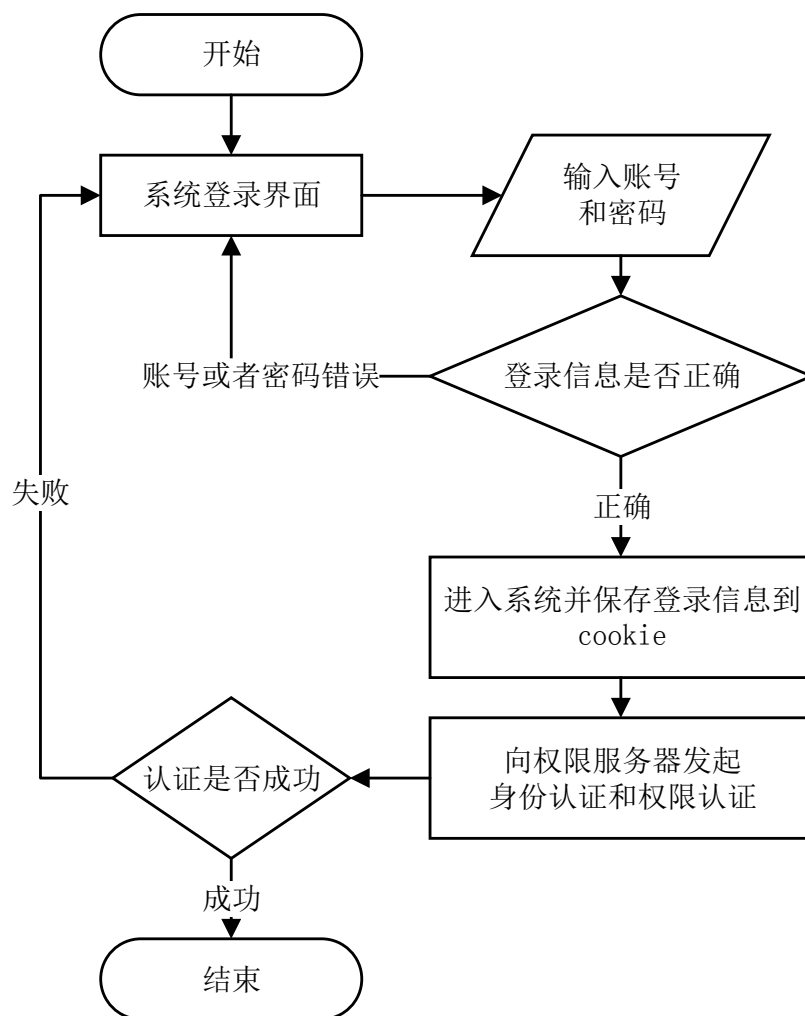 开始
系统登录界面
输入账号
和密码
账号或者密码错误
登录信息是否正确
失败
正确
进入系统并保存登录信息到
cookie
认证是否成功
向权限服务器发起
身份认证和权限认证
成功
结束